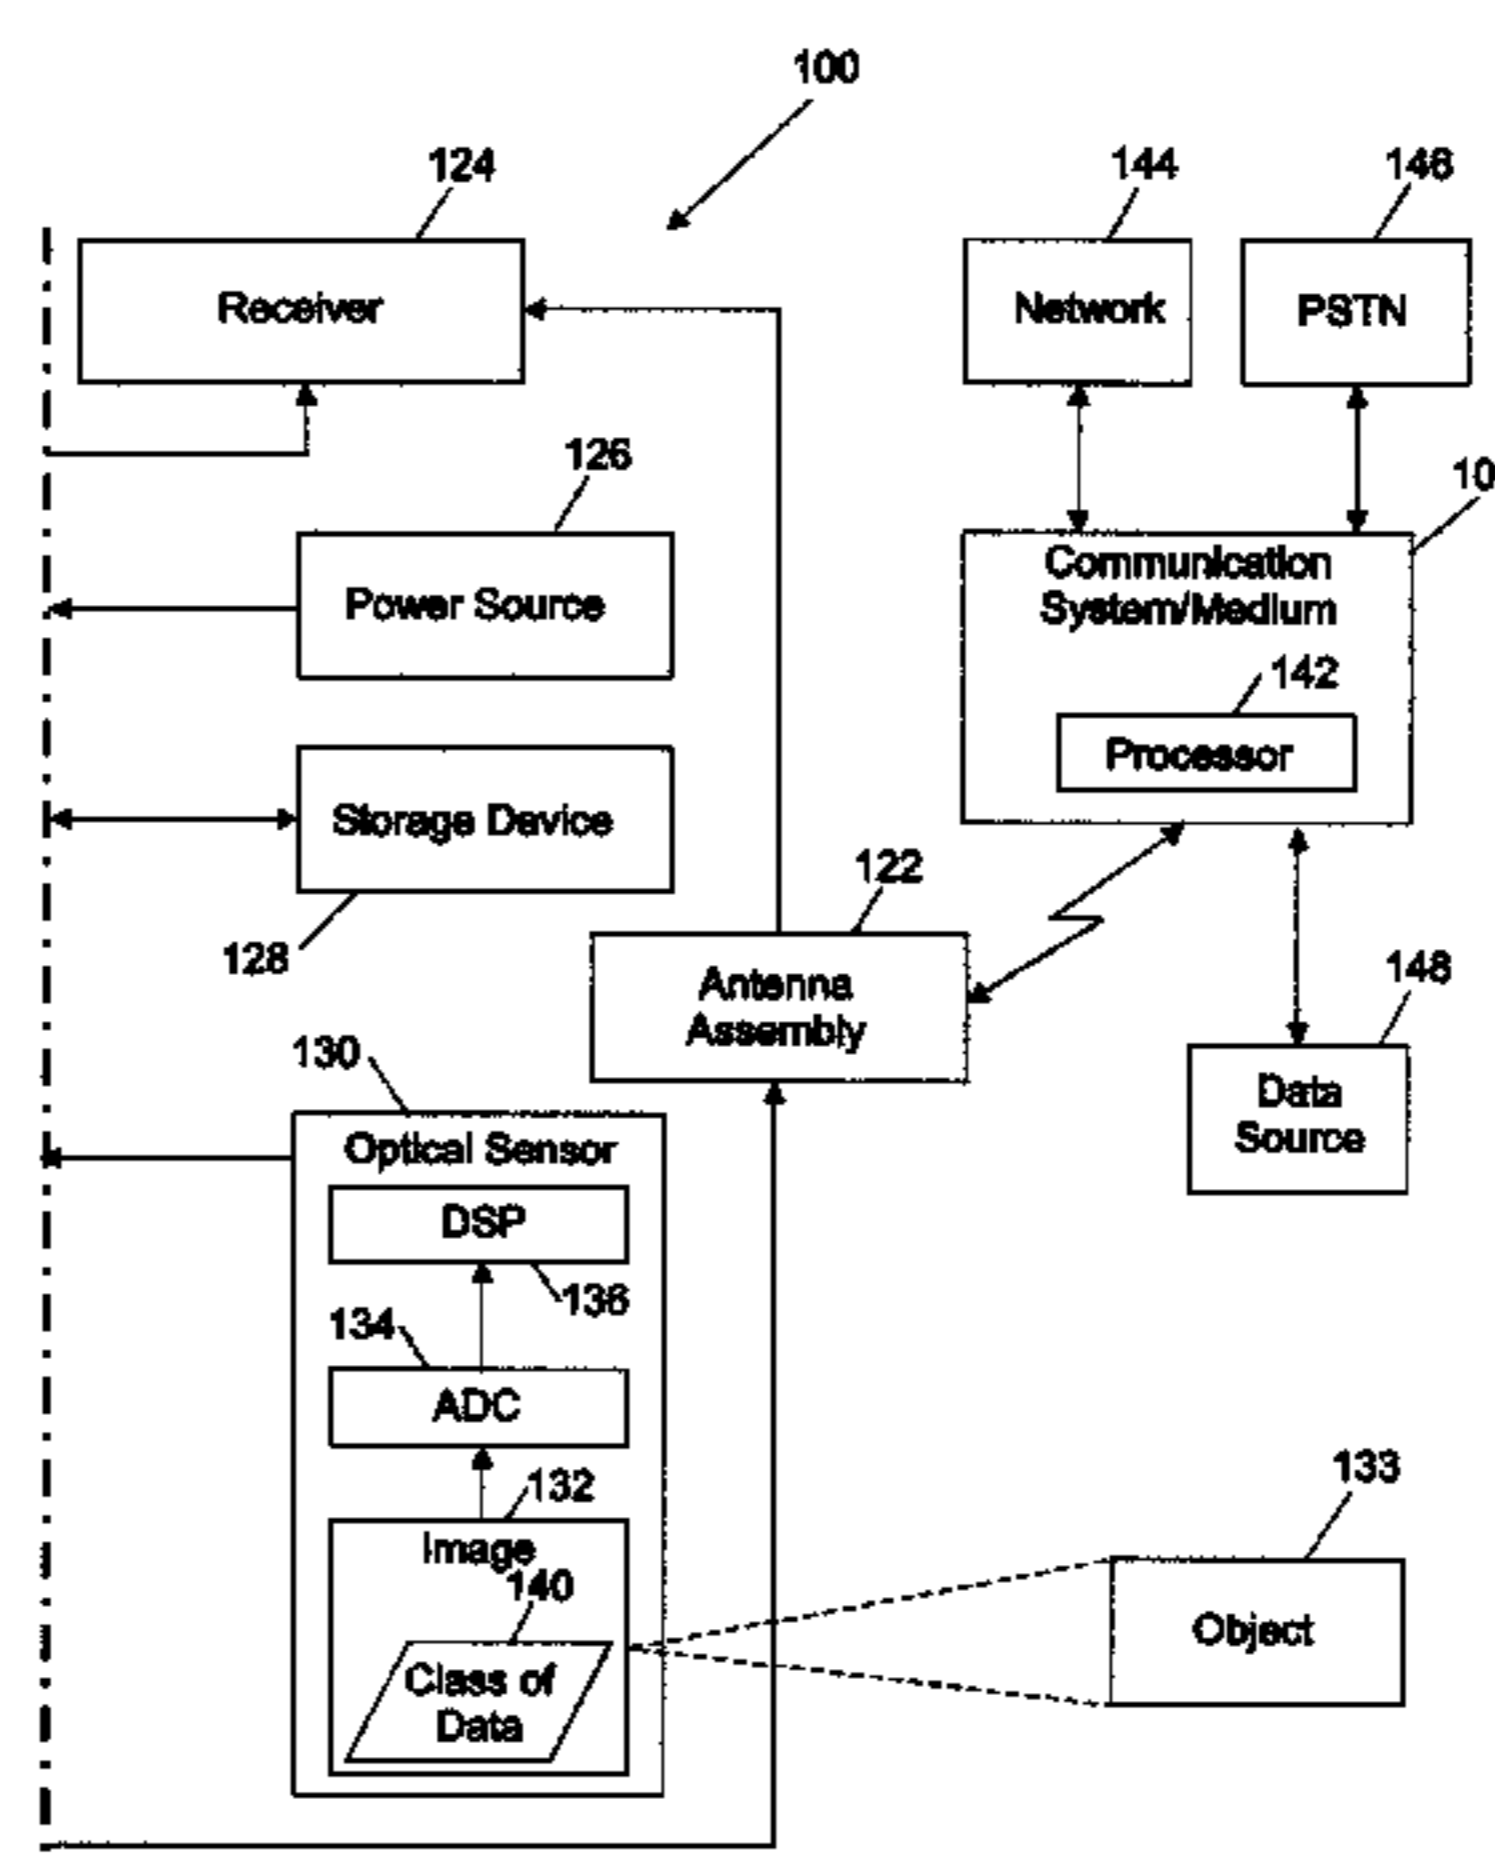 100
124
144
146
Receiver
Network
PSTN
126
10
Power Source
Communication
System/Medium
142
Processor
Storage Device
122
128
Antenna
Assembly
148
130
Data
Source
Optical Sensor
DSP
136
134
ADC
132
133
Image
140
Object
Class of
Data